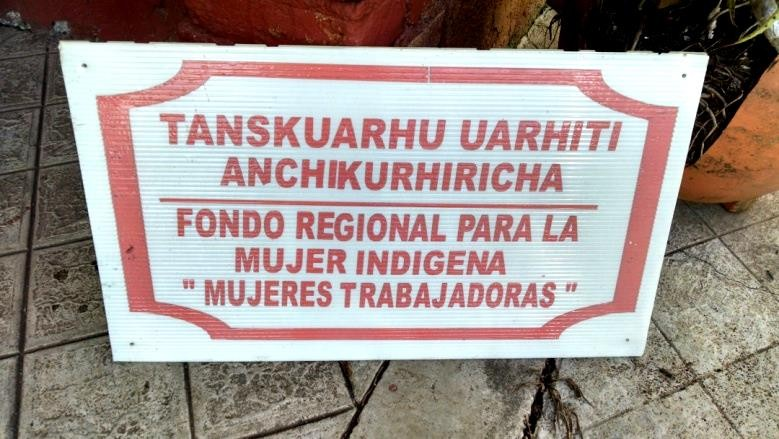 TANSKUARHU UARHITI
ANCHIKURHIRICHA
FONDO REGIONAL PARA LA
MUJER INDIGENA
" MUJERES TRABAJADORAS "